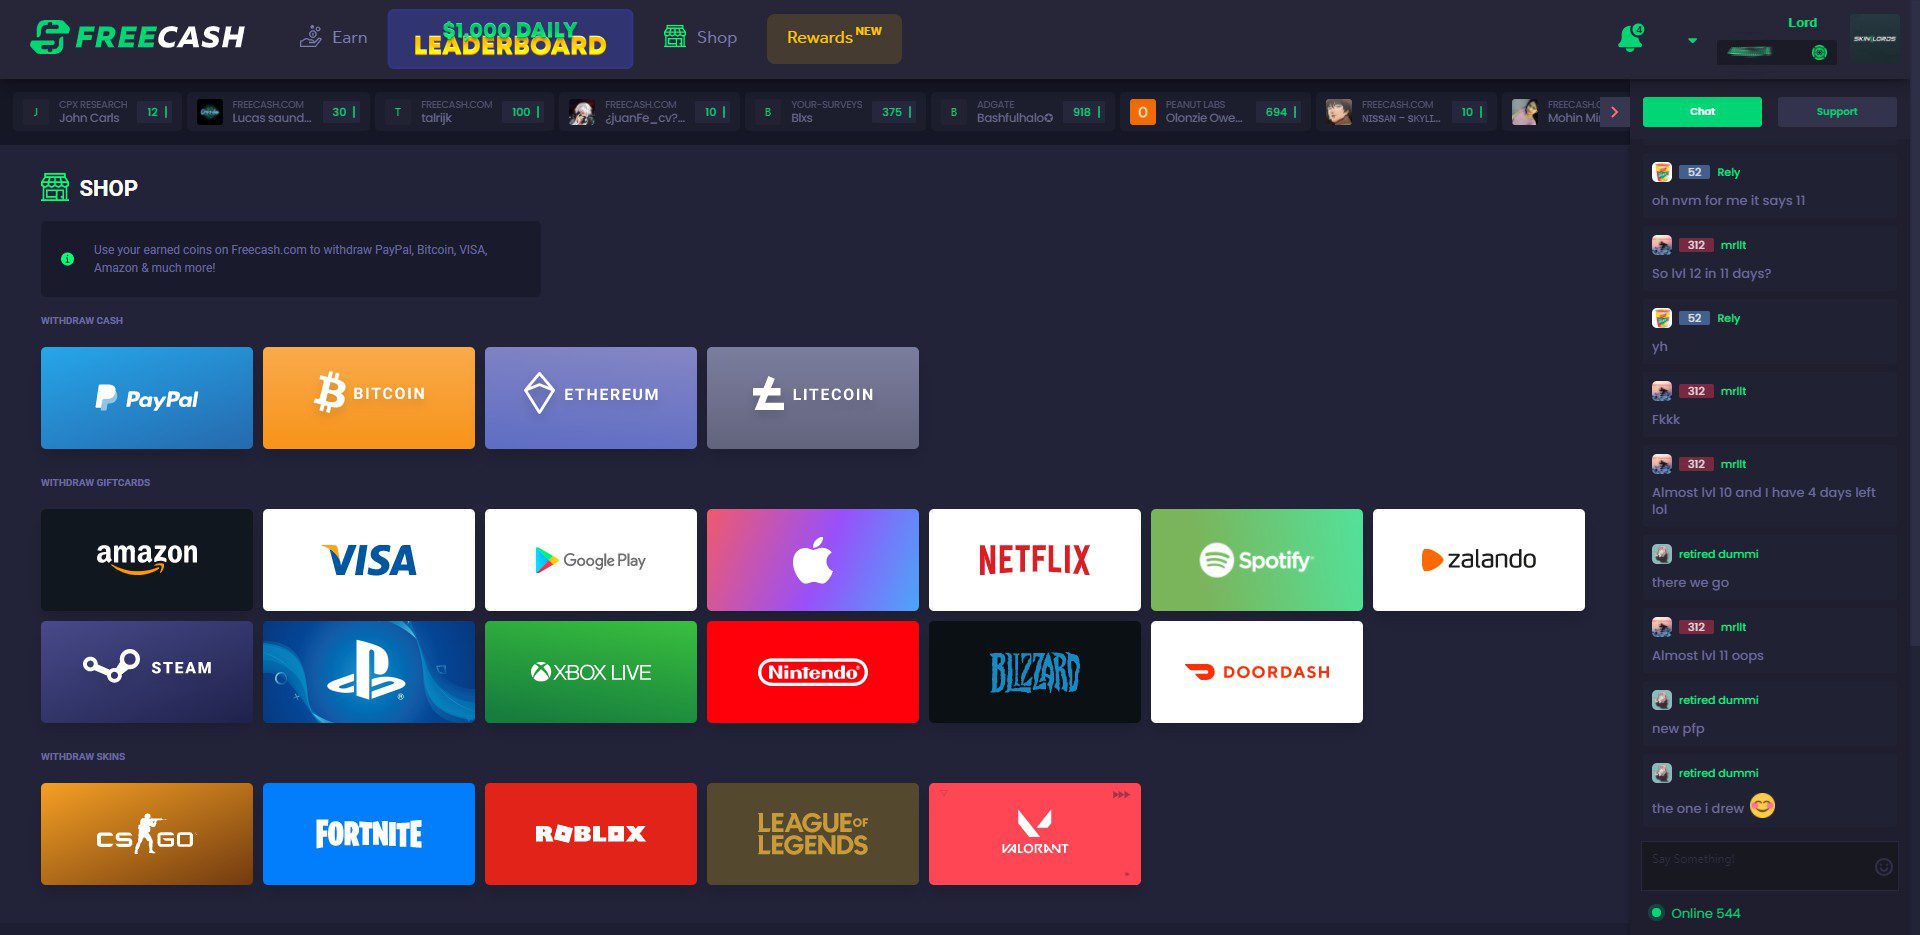 FREECASH
Earn
$1,000 DAILY
LEADERBOARD
Shop
Rewards NEW
4
Lord
SKINLORDS
J
CPX RESEARCH
John Carls
12
FREECASH.COM
Lucas saund...
30
T
FREECASH.COM
talrijk
100
FREECASH.COM
¿juanFe_cv?...
10
B
YOUR-SURVEYS
Blxs
375
B
ADGATE
Bashfulhalo✪
918
O
PEANUT LABS
Olonzie Owe...
694
FREECASH.COM
NISSAN - SKYLI...
10
FREECASH.C
Mohin Mi
Chat
Support
SHOP
Use your earned coins on Freecash.com to withdraw PayPal, Bitcoin, VISA,
Amazon & much more!
WITHDRAW CASH
PayPal
BITCOIN
ETHEREUM
LITECOIN
WITHDRAW GIFTCARDS
amazon
VISA
Google Play
NETFLIX
Spotify
zalando
STEAM
XBOX LIVE
Nintendo
BLIZZARD
DOORDASH
WITHDRAW SKINS
CS GO
FORTNITE
ROBLOX
LEAGUE OF
LEGENDS
VALORANT
52 Rely
oh nvm for me it says 11
312 mrllt
So lvl 12 in 11 days?
52 Rely
yh
312 mrllt
Fkkk
312 mrllt
Almost lvl 10 and I have 4 days left
lol
retired dummi
there we go
312 mrllt
Almost lvl 11 oops
retired dummi
new pfp
retired dummi
the one i drew 😊
Say Something!
Online 544